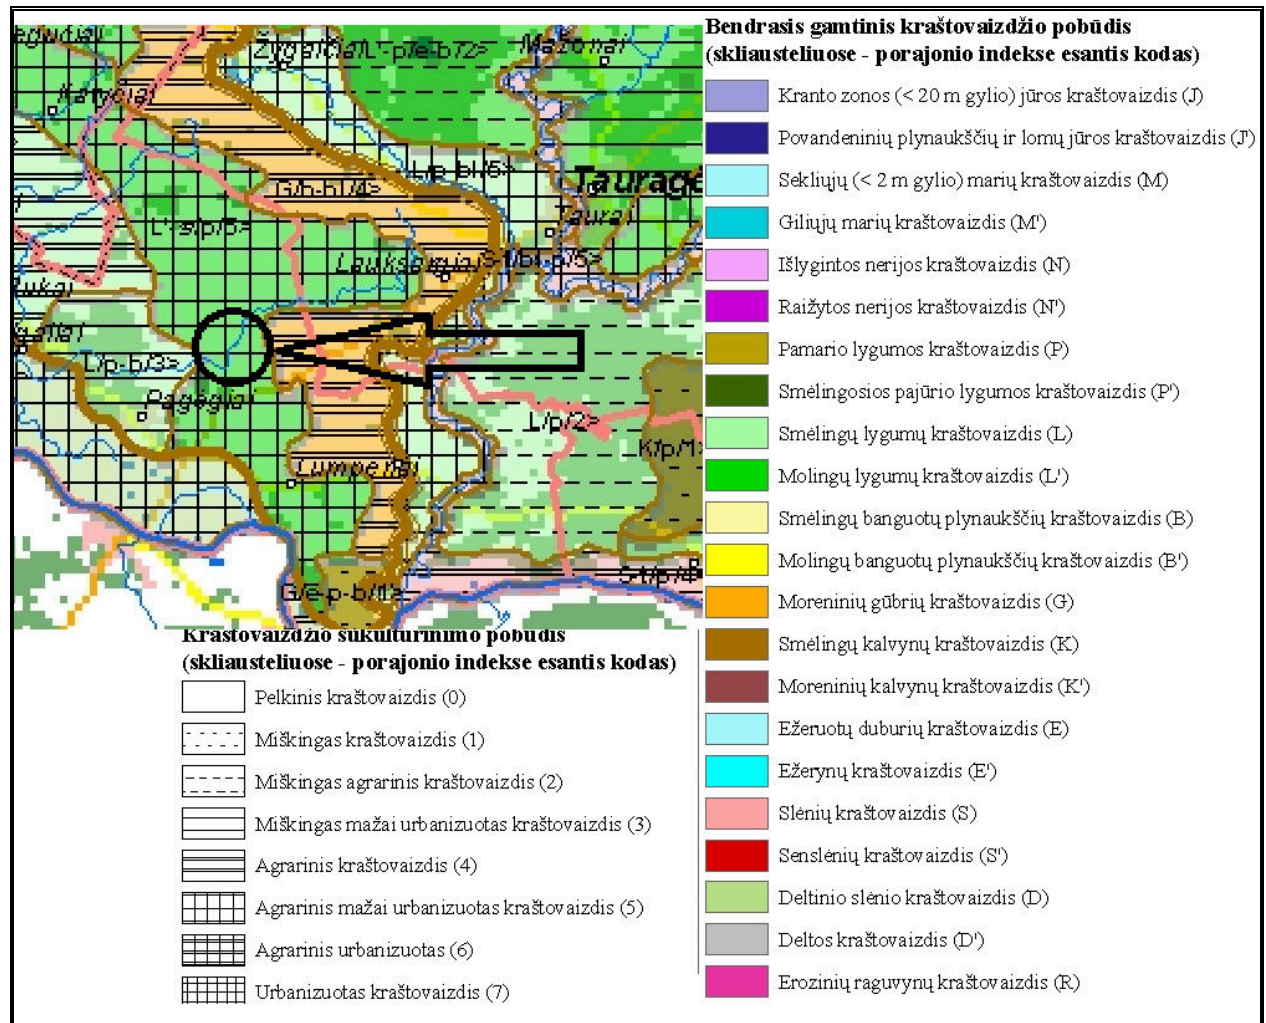 Bendrasis gamtinis kraštovaizdžio pobūdis
(skliausteliuose - porajonio indekse esantis kodas)
Kranto zonos (< 20 m gylio) jūros kraštovaizdis (J)
Povandeninių plynaukščių ir lomų jūros kraštovaizdis (J')
Sekliųjų (< 2 m gylio) marių kraštovaizdis (M)
Giliųjų marių kraštovaizdis (M')
Išlygintos nerijos kraštovaizdis (N)
Raižytos nerijos kraštovaizdis (N')
Pamario lygumos kraštovaizdis (P)
Smėlingosios pajūrio lygumos kraštovaizdis (P')
Smėlingų lygumų kraštovaizdis (L)
Molingų lygumų kraštovaizdis (L')
Smėlingų banguotų plynaukščių kraštovaizdis (B)
Molingų banguotų plynaukščių kraštovaizdis (B')
Moreninių gūbrių kraštovaizdis (G)
Smėlingų kalvynų kraštovaizdis (K)
Moreninių kalvynų kraštovaizdis (K')
Ežeruotų duburių kraštovaizdis (E)
Ežerynų kraštovaizdis (E')
Slėnių kraštovaizdis (S)
Senslėnių kraštovaizdis (S')
Deltinio slėnio kraštovaizdis (D)
Deltos kraštovaizdis (D')
Erozinių raguvynų kraštovaizdis (R)
Mažonai
Tauragė
Taurai
G/b-bl/4>
L/p-b/3>
Pagėgiai
L/p/2>
K/p/1>
Lumpėnai
G/e-p-b/1>
Kraštovaizdžio sukultūrinimo pobūdis
(skliausteliuose - porajonio indekse esantis kodas)
Pelkinis kraštovaizdis (0)
Miškingas kraštovaizdis (1)
Miškingas agrarinis kraštovaizdis (2)
Miškingas mažai urbanizuotas kraštovaizdis (3)
Agrarinis kraštovaizdis (4)
Agrarinis mažai urbanizuotas kraštovaizdis (5)
Agrarinis urbanizuotas (6)
Urbanizuotas kraštovaizdis (7)